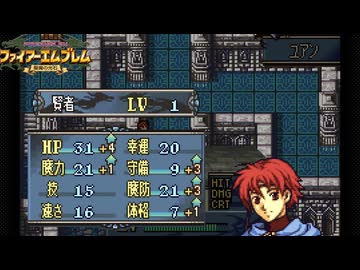 ファイアーエムブレム
ユアン
賢者 LV 1
HP 31+4 幸運 20
魔力 21+1 守備 9+3
技 15 魔防 21+3
速さ 16 体格 7+1
HIT
DMG
CRT